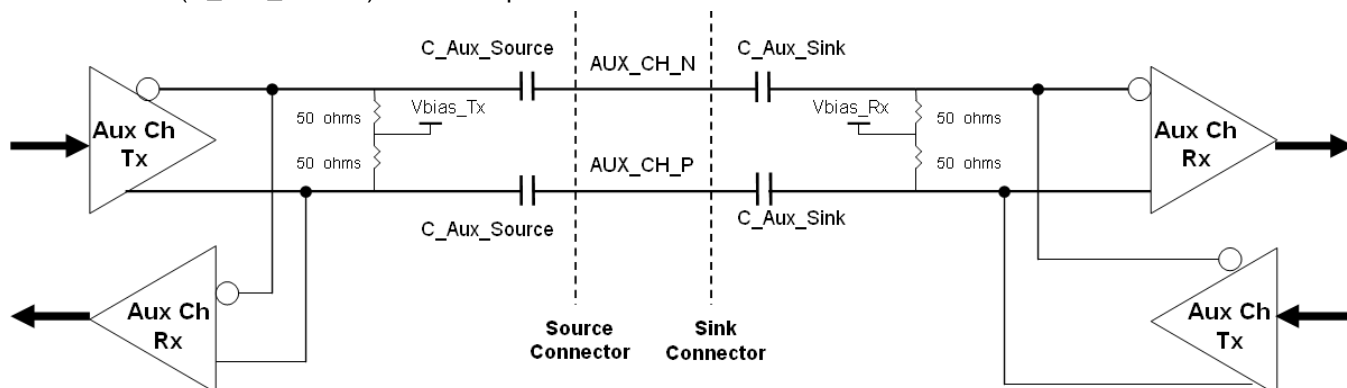 C_Aux_Source
C_Aux_Sink
AUX_CH_N
Vbias_Tx
Vbias_Rx
50 ohms
50 ohms
Aux Ch
Tx
Aux Ch
Rx
50 ohms
50 ohms
AUX_CH_P
C_Aux_Source
C_Aux_Sink
Aux Ch
Rx
Source
Connector
Sink
Connector
Aux Ch
Tx